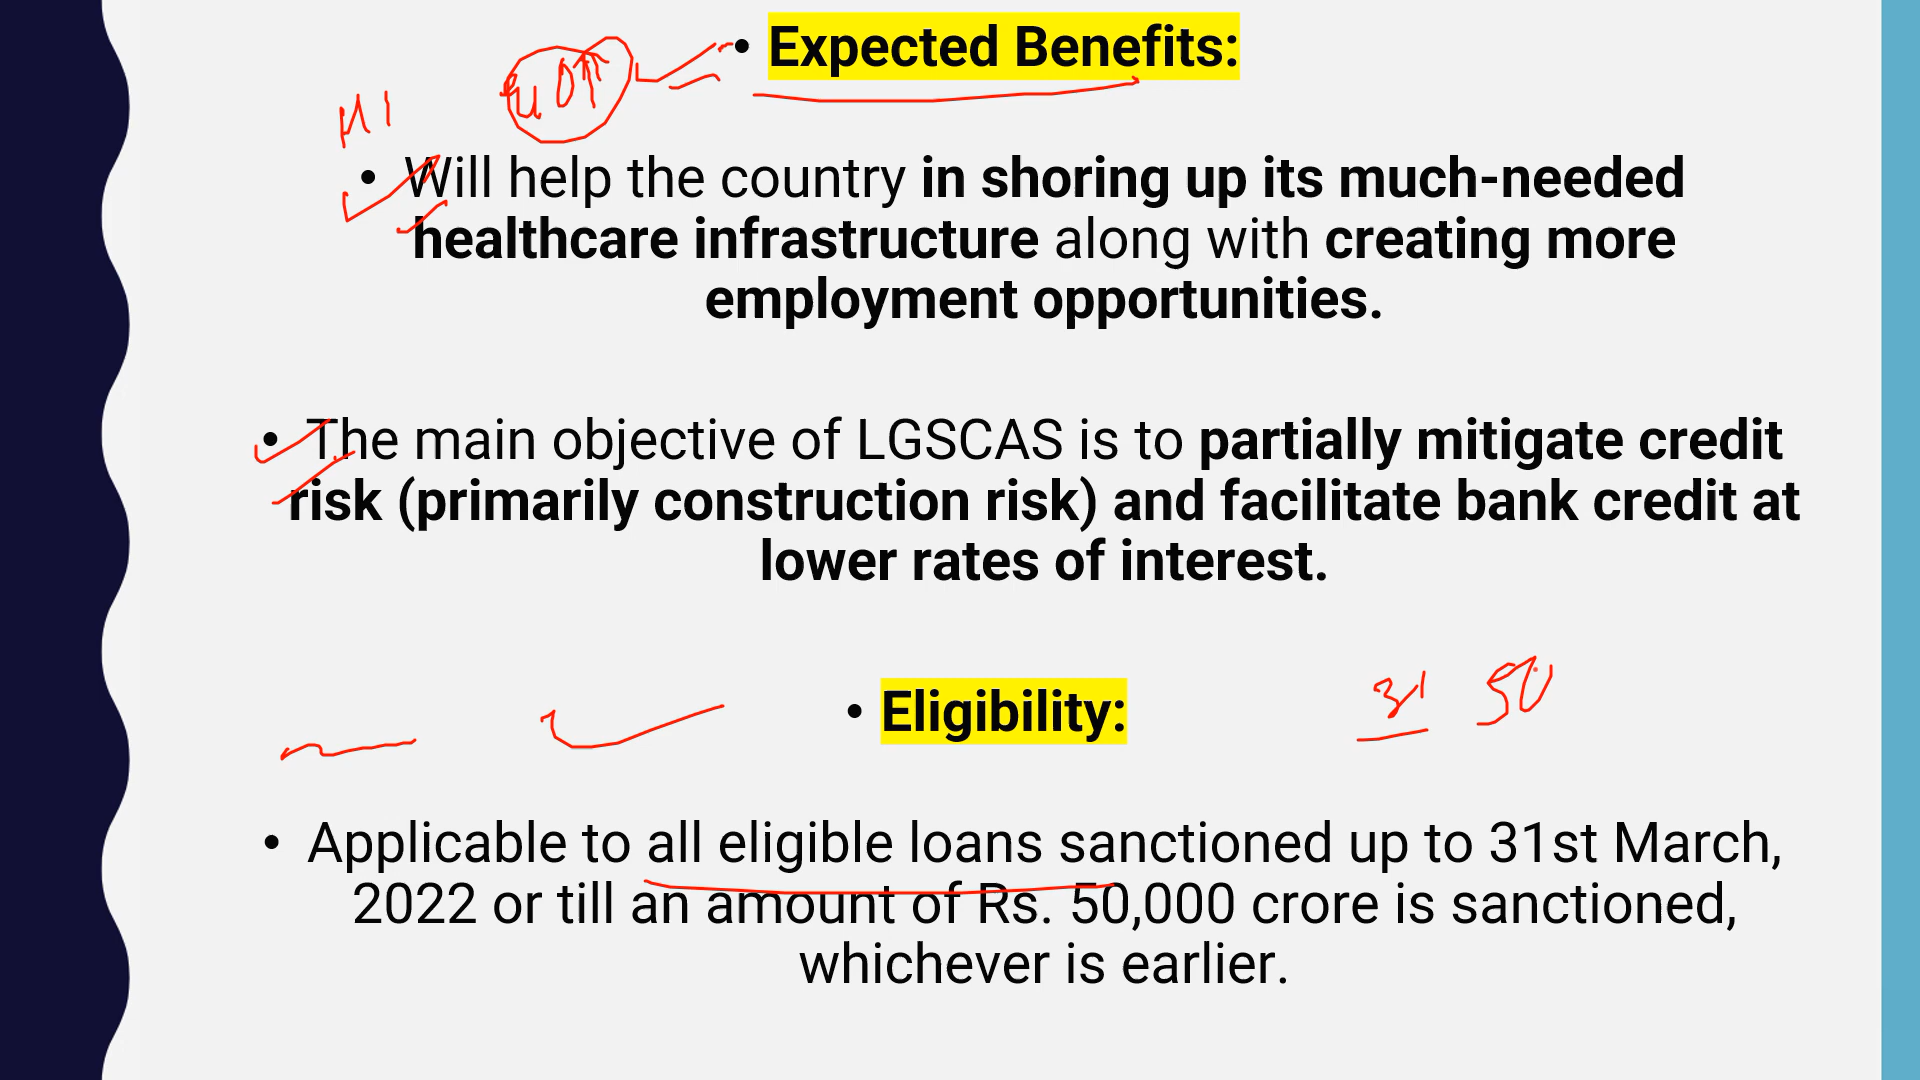 • Expected Benefits:
• Will help the country in shoring up its much-needed
healthcare infrastructure along with creating more
employment opportunities.
• The main objective of LGSCAS is to partially mitigate credit
risk (primarily construction risk) and facilitate bank credit at
lower rates of interest.
• Eligibility:
31 50
• Applicable to all eligible loans sanctioned up to 31st March,
2022 or till an amount of Rs. 50,000 crore is sanctioned,
whichever is earlier.